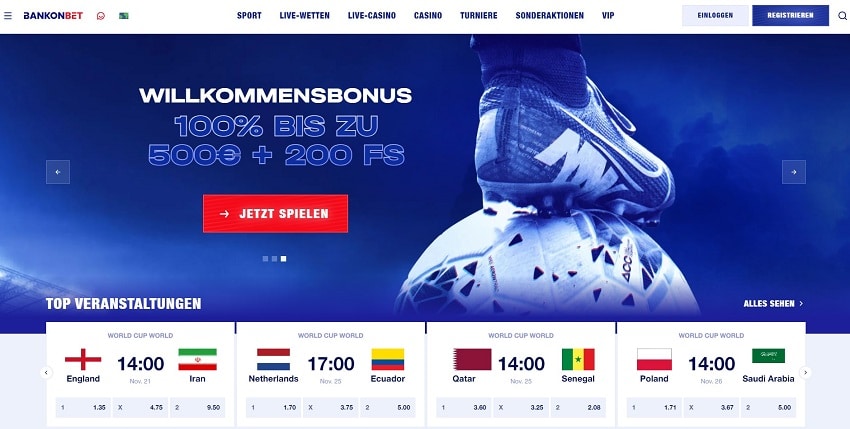 BANKONBET SPORT LIVE-WETTEN LIVE-CASINO CASINO TURNIERE SONDERAKTIONEN VIP EINLOGGEN REGISTRIEREN
WILLKOMMENSBONUS
100% BIS ZU
500€ + 200 FS
→ JETZT SPIELEN
TOP VERANSTALTUNGEN ALLES SEHEN
WORLD CUP WORLD
England 14:00 Iran
Nov. 21
1 1.35 X 4.75 2 9.50
WORLD CUP WORLD
Netherlands 17:00 Ecuador
Nov. 25
1 1.70 X 3.75 2 5.00
WORLD CUP WORLD
Qatar 14:00 Senegal
Nov. 25
1 3.60 X 3.25 2 2.08
WORLD CUP WORLD
Poland 14:00 Saudi Arabia
Nov. 26
1 1.71 X 3.67 2 5.00